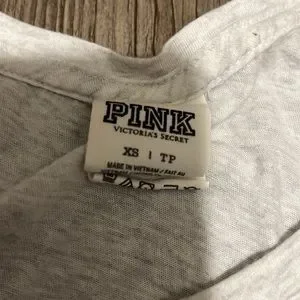 PINK
VICTORIA'S SECRET
XS | TP
MADE IN VIETNAM / FAIT AU